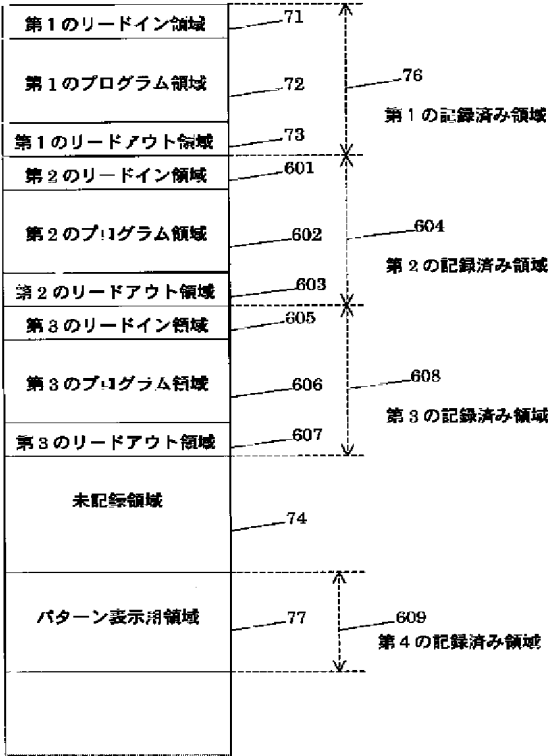 第1のリードイン領域 71
第1のプログラム領域 72
76
第1の記録済み領域
第1のリードアウト領域 73
第2のリードイン領域 601
第2のプログラム領域 602
604
第2の記録済み領域
第2のリードアウト領域 603
第3のリードイン領域 605
第3のプログラム領域 606
608
第3の記録済み領域
第3のリードアウト領域 607
未記録領域
74
パターン表示用領域 77
609
第4の記録済み領域